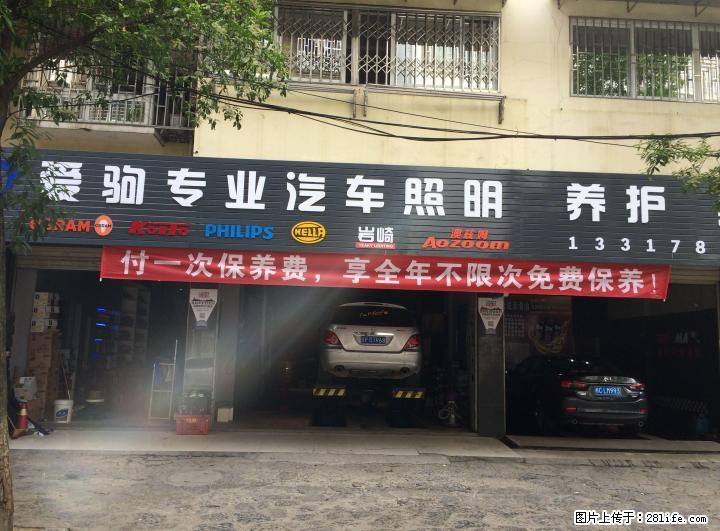 爱驹专业汽车照明 养护
OSRAM Koito PHILIPS HELLA 岩崎 澳兹姆 Aozoom
133178
付一次保养费，享全年不限次免费保养！
图片上传于：281life.com